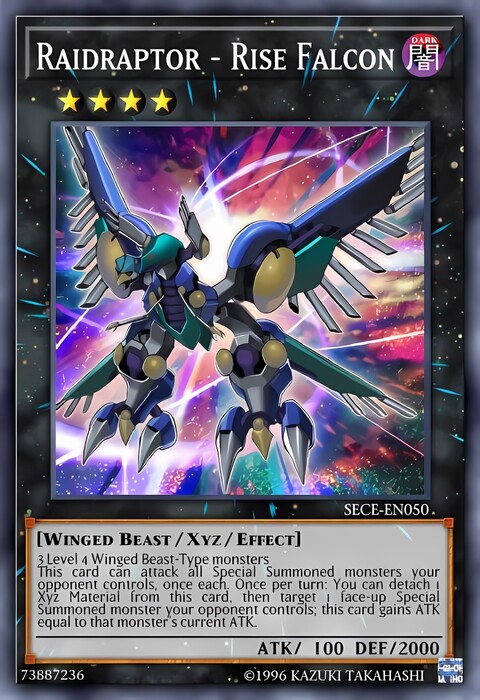 RAIDRAPTOR - RISE FALCON
DARK
闇
SECE-EN050
[WINGED BEAST / XYZ / EFFECT]
3 Level 4 Winged Beast-Type monsters
This card can attack all Special Summoned monsters your
opponent controls, once each. Once per turn: You can detach 1
Xyz Material from this card, then target 1 face-up Special
Summoned monster your opponent controls; this card gains ATK
equal to that monster's current ATK.
ATK/ 100 DEF/2000
73887236
©1996 KAZUKI TAKAHASHI